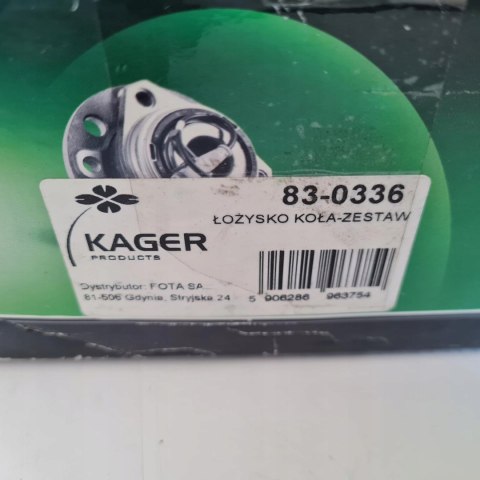 83-0336
ŁOŻYSKO KOŁA-ZESTAW
KAGER
PRODUCTS
Dystrybutor: FOTA SA
81-506 Gdynia, Stryjska 24
5 906286 963754